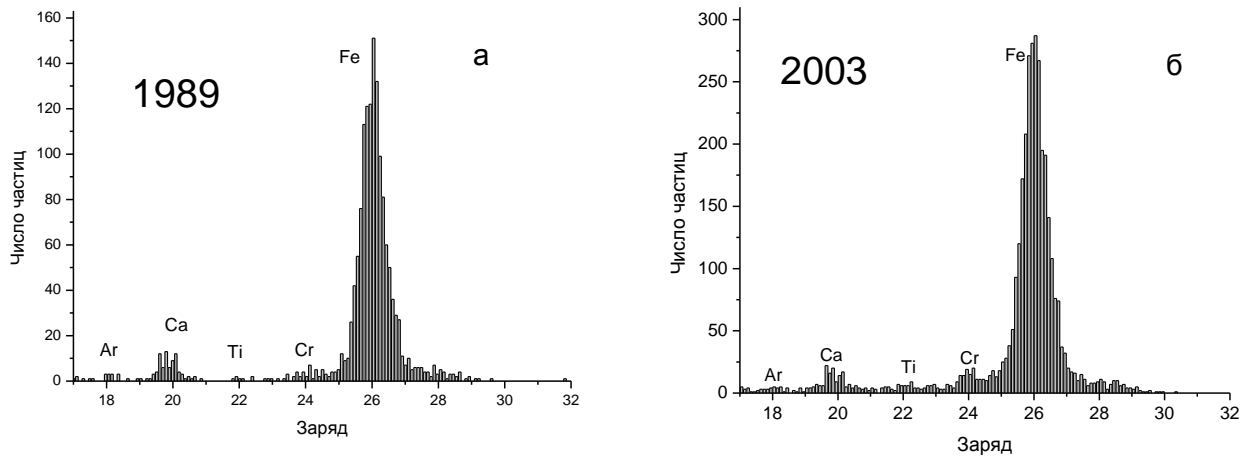 160
140
120
100
80
60
40
20
0
Число частиц
1989
а
Fe
Ar
Ca
Ti
Cr
18 20 22 24 26 28 30 32
Заряд
300
250
200
150
100
50
0
Число частиц
2003
б
Fe
Ar
Ca
Ti
Cr
18 20 22 24 26 28 30 32
Заряд